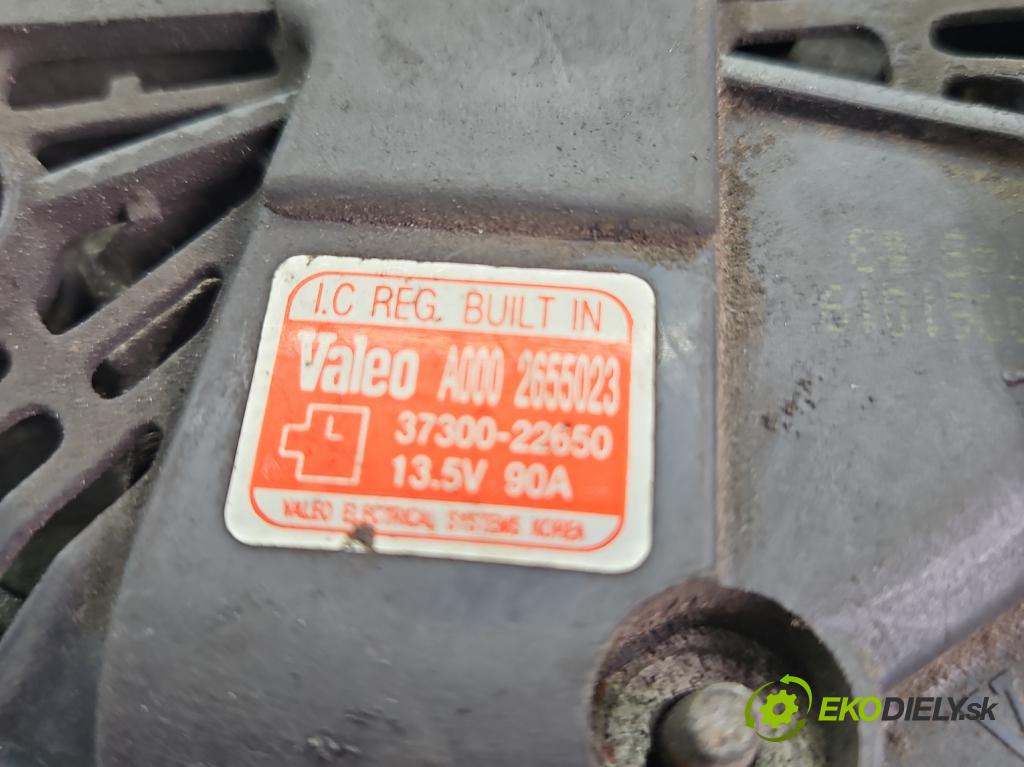 I.C REG. BUILT IN
Valeo A000 2655023
37300-22650
13.5V 90A
VALEO ELECTRICAL SYSTEMS KOREA
EKODIELY.sk